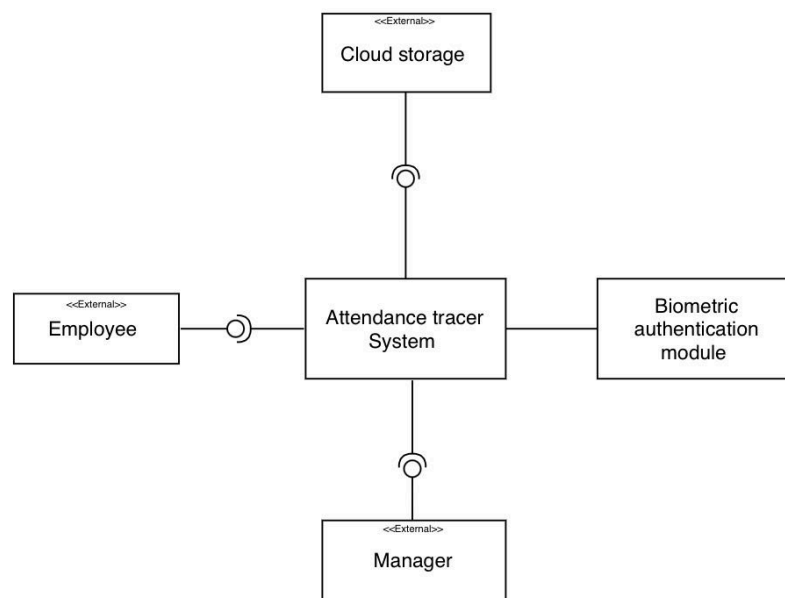 <<External>>
Cloud storage
<<External>>
Employee
Attendance tracer
System
Biometric
authentication
module
<<External>>
Manager